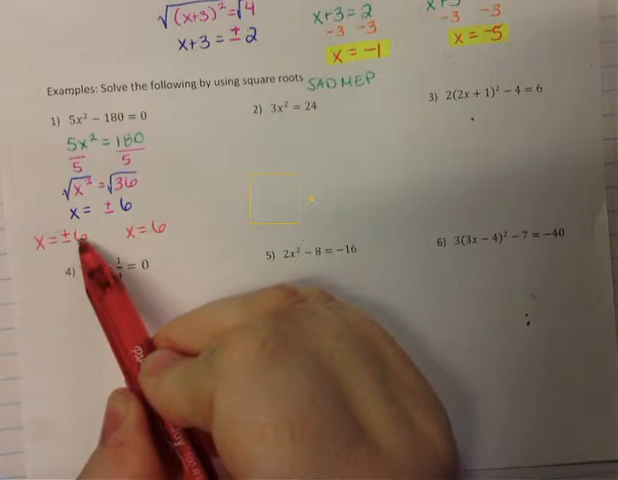 √(x+3)² = √4
x+3 = ± 2
x+3 = 2
-3 -3
x = -1
-3 -3
x = -5
Examples: Solve the following by using square roots SADMEP
1) 5x² − 180 = 0
5x² = 180
5 5
√x² = √36
x = ± 6
x = ±6 x = 6
2) 3x² = 24
3) 2(2x + 1)² − 4 = 6
4) = 0
5) 2x² − 8 = −16
6) 3(3x − 4)² − 7 = −40